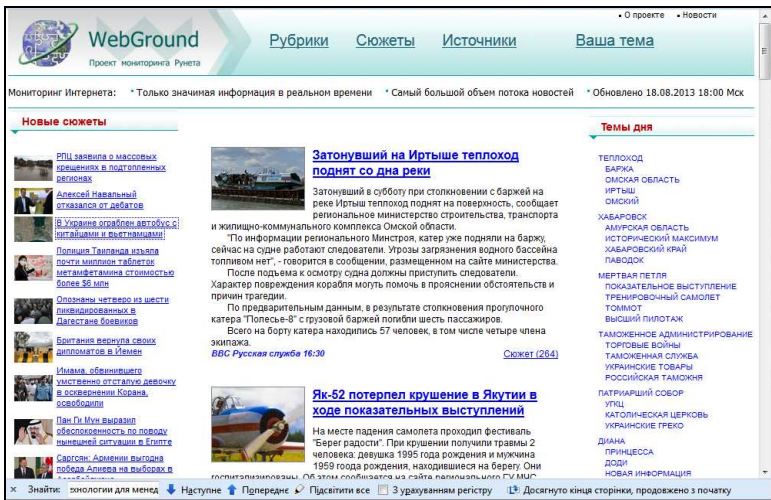 • О проекте • Новости
WebGround
Проект мониторинга Рунета
Рубрики Сюжеты Источники Ваша тема
Мониторинг Интернета: • Только значимая информация в реальном времени • Самый большой объем потока новостей • Обновлено 18.08.2013 18:00 Мск
Новые сюжеты
РПЦ заявила о массовых
крещениях в подтопленных
регионах
Алексей Навальный
отказался от дебатов
В Украине ограблен автобус с
китайцами и вьетнамцами
Полиция Таиланда изъяла
почти миллион таблеток
метамфетамина стоимостью
более $6 млн
Опознаны четверо из шести
ликвидированных в
Дагестане боевиков
Британия вернула своих
дипломатов в Йемен
Имама, обвинившего
умственно отсталую девочку
в осквернении Корана,
освободили
Пан Ги Мун выразил
обеспокоенность по поводу
нынешней ситуации в Египте
Саргсян: Армении выгодна
победа Алиева на выборах в
Затонувший на Иртыше теплоход
поднят со дна реки
Затонувший в субботу при столкновении с баржей на
реке Иртыш теплоход поднят на поверхность, сообщает
региональное министерство строительства, транспорта
и жилищно-коммунального комплекса Омской области.
"По информации регионального Минстроя, катер уже подняли на баржу,
сейчас на судне работают следователи. Угрозы загрязнения водного бассейна
топливом нет", - говорится в сообщении, размещенном на сайте министерства.
После подъема к осмотру судна должны приступить следователи.
Характер повреждения корабля могуть помочь в прояснении обстоятельств и
причин трагедии.
По предварительным данным, в результате столкновения прогулочного
катера "Полесье-8" с грузовой баржей погибли шесть пассажиров.
Всего на борту катера находились 57 человек, в том числе четыре члена
экипажа.
BBC Русская служба 16:30 Сюжет (264)
Як-52 потерпел крушение в Якутии в
ходе показательных выступлений
На месте падения самолета проходил фестиваль
"Берег радости". При крушении получили травмы 2
человека: девушка 1995 года рождения и мужчина
1959 гоода рождения, находившиеся на берегу. Они
госпитализированы. Об этом сообщается на сайте регионального ГУ МЧС
Темы дня
ТЕПЛОХОД
БАРЖА
ОМСКАЯ ОБЛАСТЬ
ИРТЫШ
ОМСКИЙ
ХАБАРОВСК
АМУРСКАЯ ОБЛАСТЬ
ИСТОРИЧЕСКИЙ МАКСИМУМ
ХАБАРОВСКИЙ КРАЙ
ПАВОДОК
МЕРТВАЯ ПЕТЛЯ
ПОКАЗАТЕЛЬНОЕ ВЫСТУПЛЕНИЕ
ТРЕНИРОВОЧНЫЙ САМОЛЕТ
ТОММОТ
ВЫСШИЙ ПИЛОТАЖ
ТАМОЖЕННОЕ АДМИНИСТРИРОВАНИЕ
ТОРГОВЫЕ ВОЙНЫ
ТАМОЖЕННАЯ СЛУЖБА
УКРАИНСКИЕ ТОВАРЫ
РОССИЙСКАЯ ТАМОЖНЯ
ПАТРИАРШИЙ СОБОР
УГКЦ
КАТОЛИЧЕСКАЯ ЦЕРКОВЬ
УКРАИНСКИЕ ГРЕКО
ДИАНА
ПРИНЦЕССА
ДОДИ
НОВАЯ ИНФОРМАЦИЯ
× Знайти: хнологии для менед Наступне Попереднє Підсвітити все З урахуванням регістру Досягнуто кінця сторінки, продовжено з початку